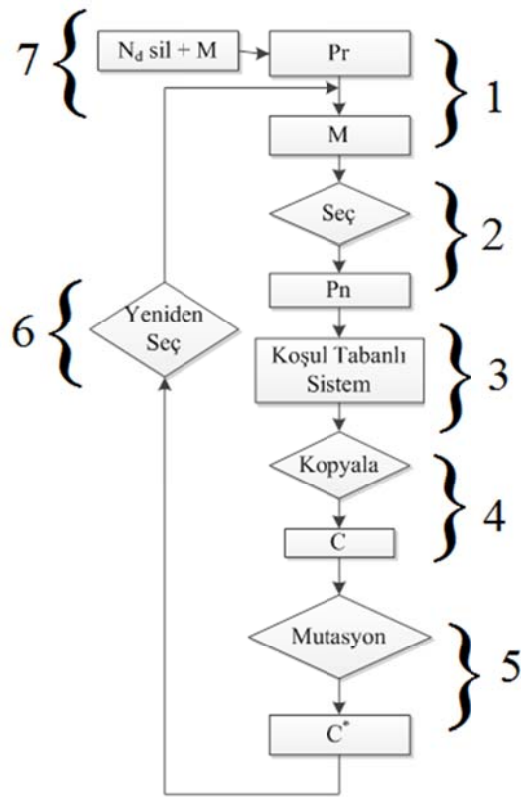 7
N_d sil + M
Pr
1
M
Seç
2
Pn
6
Yeniden
Seç
Koşul Tabanlı
Sistem
3
Kopyala
4
C
Mutasyon
5
C*